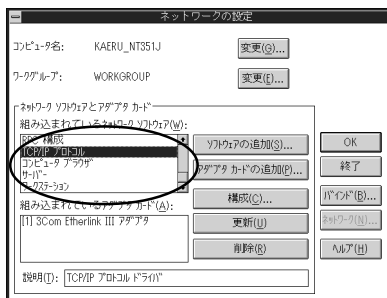 ネットワークの設定
コンピュータ名: KAERU_NT351J
変更(G)...
ワークグループ: WORKGROUP
変更(E)...
ネットワーク ソフトウェアとアダプタ カード
組み込まれているネットワーク ソフトウェア(W):
RPC 構成
TCP/IP プロトコル
コンピュータ ブラウザ
サーバー
ワークステーション
組み込まれているアダプタ カード(A):
[1] 3Com Etherlink III アダプタ
ソフトウェアの追加(S)...
アダプタ カードの追加(P)...
構成(C)...
更新(U)
削除(R)
OK
終了
バインド(B)...
ネットワーク(N)...
ヘルプ(H)
説明(T): TCP/IP プロトコル ドライバ